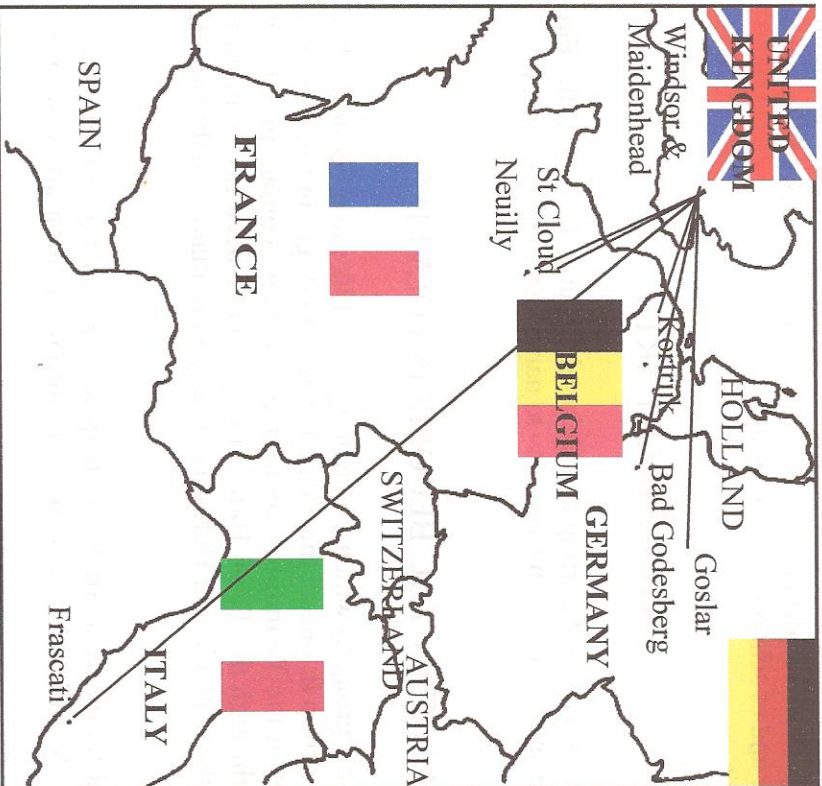 UNITED
KINGDOM
Windsor &
Maidenhead
HOLLAND
Goslar
Bad Godesberg
Kortrijk
BELGIUM
GERMANY
St Cloud
Neuilly
FRANCE
SWITZERLAND
AUSTRIA
SPAIN
ITALY
Frascati